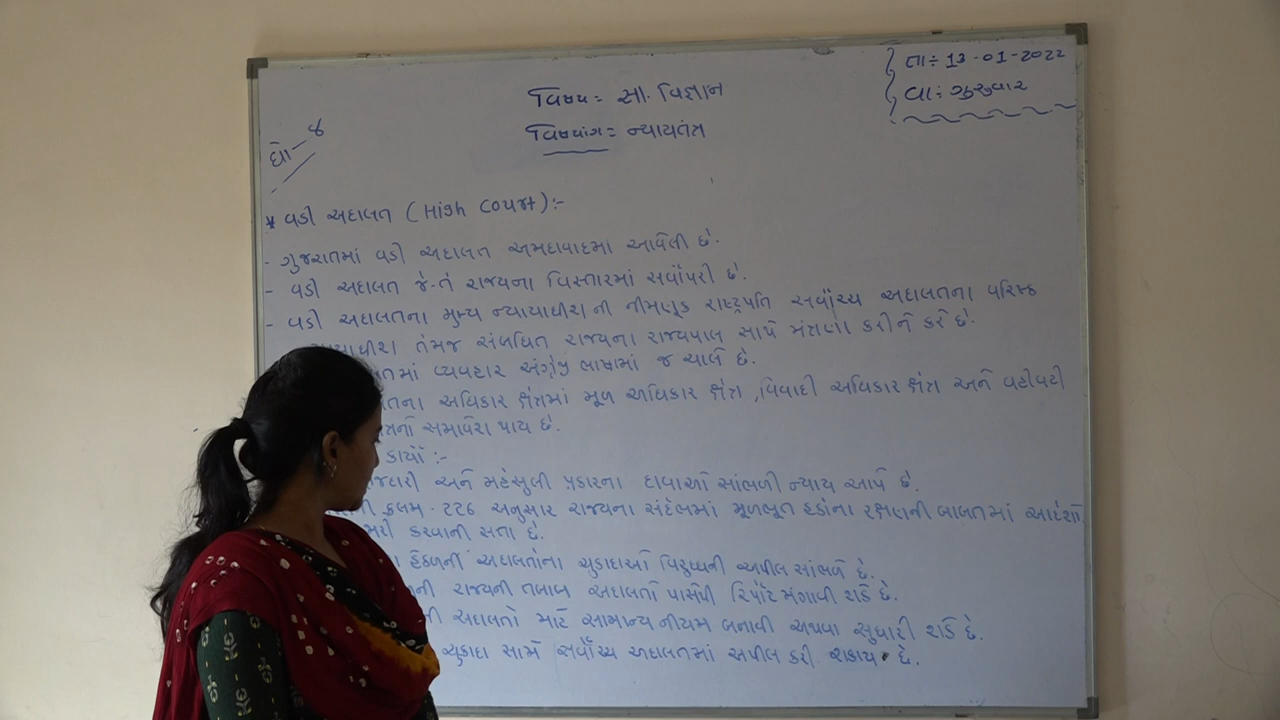 તા ÷ 13-01-2022
વા ઃ ગુરુવાર
વિષય = સા. વિજ્ઞાન
વિષયાંગ = ન્યાયતંત્ર
ધો - ૪
* વડી અદાલત (High Court) :-
- ગુજરાતમાં વડી અદાલત અમદાવાદમાં આવેલી છે.
- વડી અદાલત જે-તે રાજ્યના વિસ્તારમાં સર્વોપરી છે.
- વડી અદાલતના મુખ્ય ન્યાયાધીશ ની નીમણુક રાષ્ટ્રપતિ સર્વોચ્ચ અદાલતના વરિષ્ઠ
ન્યાયાધીશ તેમજ સંબંધિત રાજ્યના રાજ્યપાલ સાથે મંત્રણા કરીને કરે છે.
વ્યવહાર અંગ્રેજી ભાષામાં જ ચાલે છે.
અધિકાર ક્ષેત્રમાં મૂળ અધિકાર ક્ષેત્ર , વિવાદી અધિકાર ક્ષેત્ર અને વહીવટી
સમાવેશ થાય છે.
કાર્યો :-
અને મહેસુલી પ્રકારના દાવાઓ સાંભળી ન્યાય આપે છે.
કલમ - ૨૨૬ અનુસાર રાજ્યના સંદર્ભમાં મૂળભૂત હકોના રક્ષણની બાબતમાં આદેશો
કરવાની સત્તા છે.
હેઠળની અદાલતોના ચુકાદાઓ વિરુધ્ધની અપીલ સાંભળે છે.
રાજ્યની તાબાબ અદાલતો પાસેથી રિપોર્ટ મંગાવી શકે છે.
અદાલતો માટે સામાન્ય નીયમ બનાવી અથવા સુધારી શકે છે.
ચુકાદા સામે સર્વોચ્ચ અદાલતમાં અપીલ કરી શકાય છે.